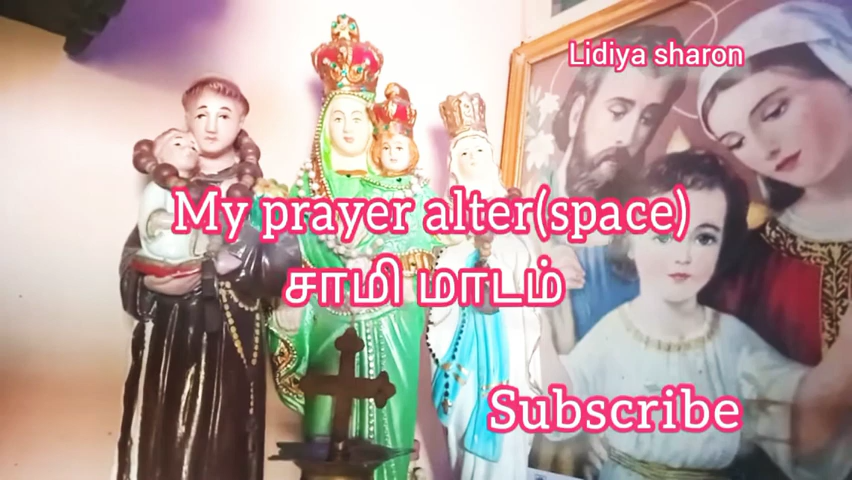 Lidiya sharon
My prayer alter(space)
சாமி மாடம்
Subscribe